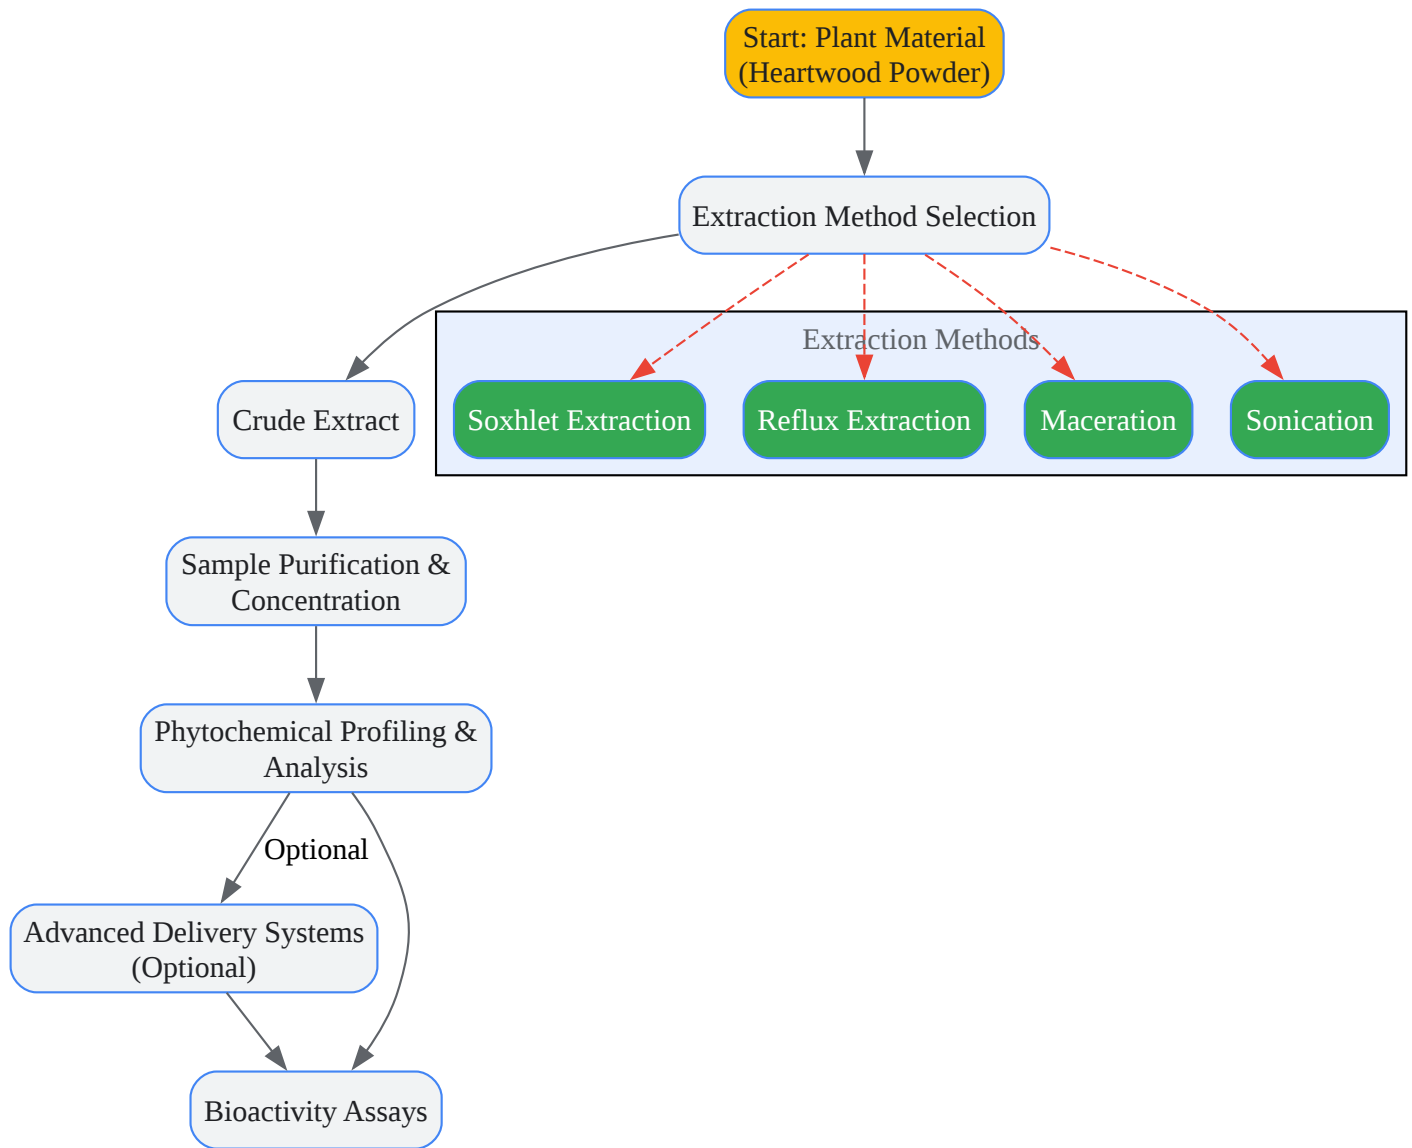 Start: Plant Material
(Heartwood Powder)
Extraction Method Selection
Extraction Methods
Crude Extract
Soxhlet Extraction
Reflux Extraction
Maceration
Sonication
Sample Purification &
Concentration
Phytochemical Profiling &
Analysis
Optional
Advanced Delivery Systems
(Optional)
Bioactivity Assays